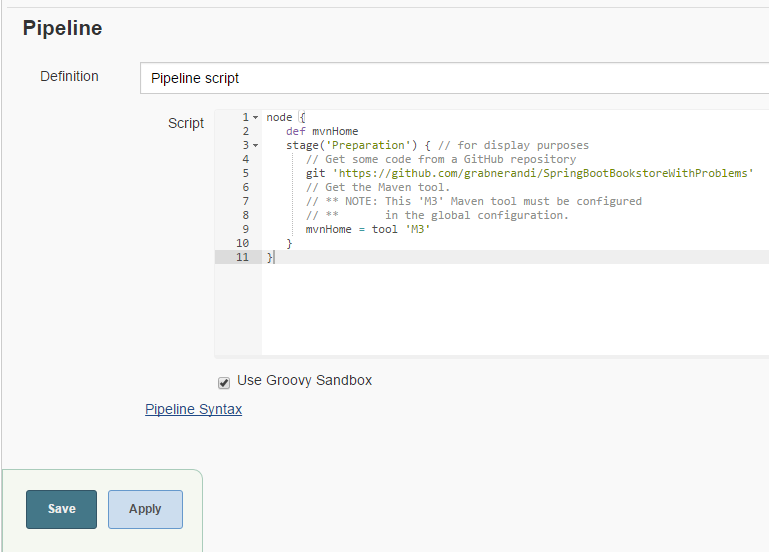 Pipeline
Definition
Pipeline script
Script
1 node {
2 def mvnHome
3 stage('Preparation') { // for display purposes
4 // Get some code from a GitHub repository
5 git 'https://github.com/grabnerandi/SpringBootBookstoreWithProblems'
6 // Get the Maven tool.
7 // ** NOTE: This 'M3' Maven tool must be configured
8 // **       in the global configuration.
9 mvnHome = tool 'M3'
10 }
11 }
Use Groovy Sandbox
Pipeline Syntax
Save Apply